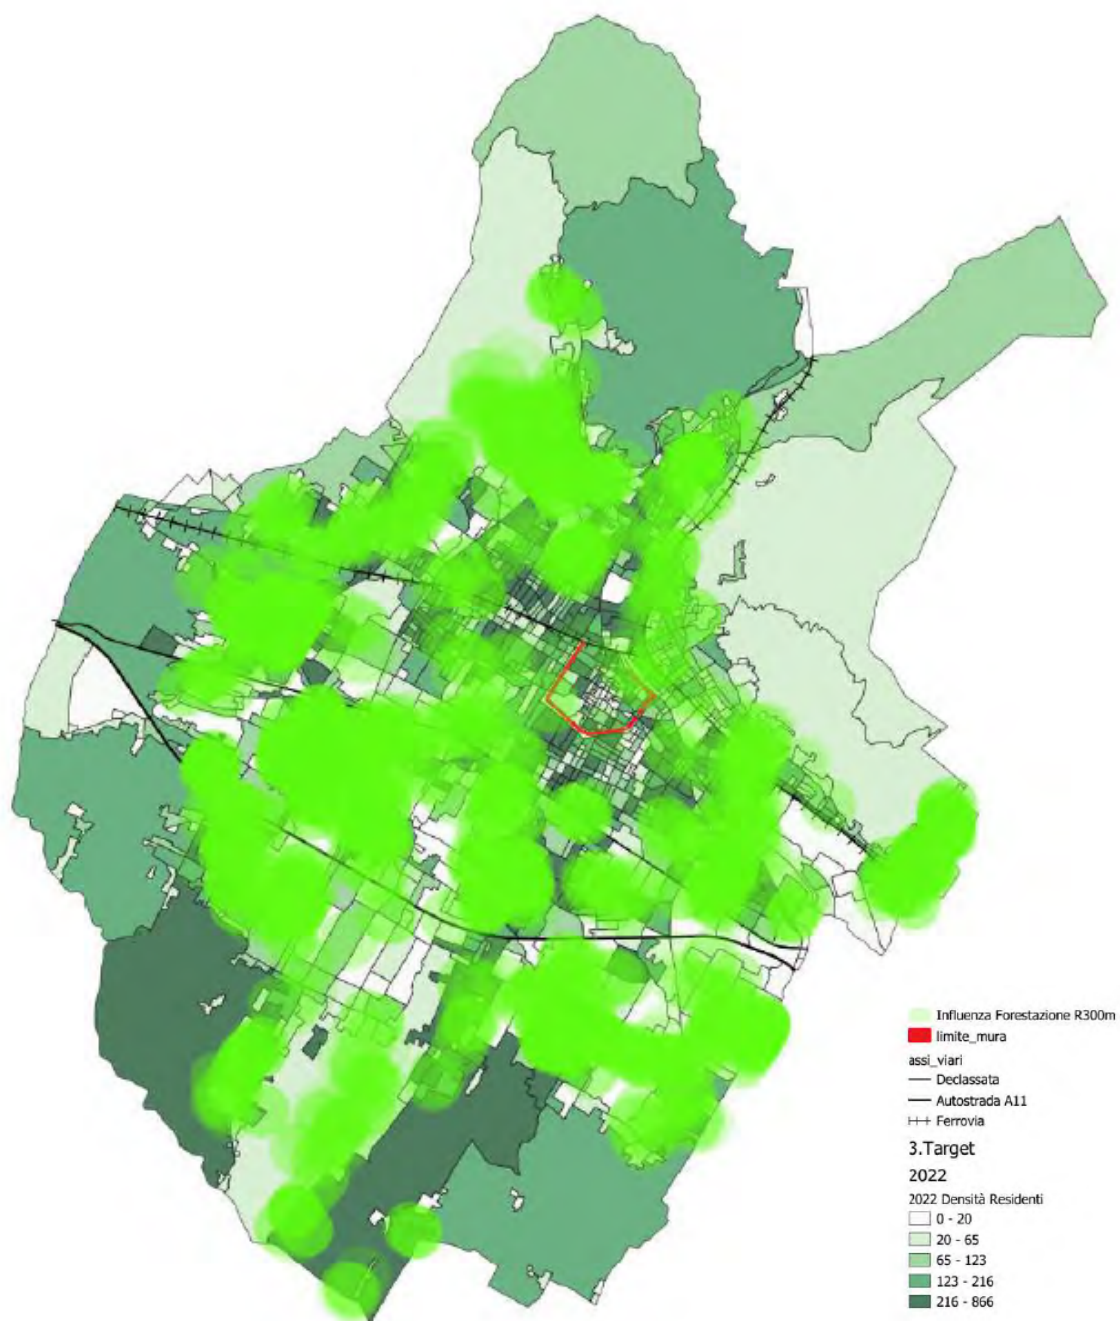 Influenza Forestazione R300m
limite_mura
assi_viari
Declassata
Autostrada A11
Ferrovia
3.Target
2022
2022 Densità Residenti
0 - 20
20 - 65
65 - 123
123 - 216
216 - 866